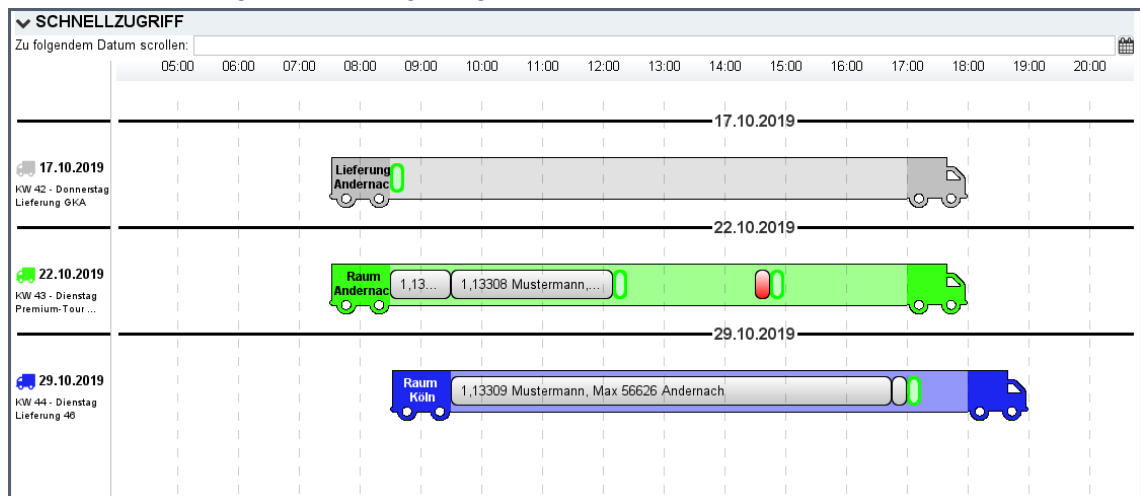 SCHNELLZUGRIFF
Zu folgendem Datum scrollen:
05:00 06:00 07:00 08:00 09:00 10:00 11:00 12:00 13:00 14:00 15:00 16:00 17:00 18:00 19:00 20:00
17.10.2019
17.10.2019
KW 42 - Donnerstag
Lieferung GKA
Lieferung
Andernac
22.10.2019
22.10.2019
KW 43 - Dienstag
Premium-Tour ...
Raum
Andernac
1,13...
1,13308 Mustermann,...
29.10.2019
29.10.2019
KW 44 - Dienstag
Lieferung 46
Raum
Köln
1,13309 Mustermann, Max 56626 Andernach